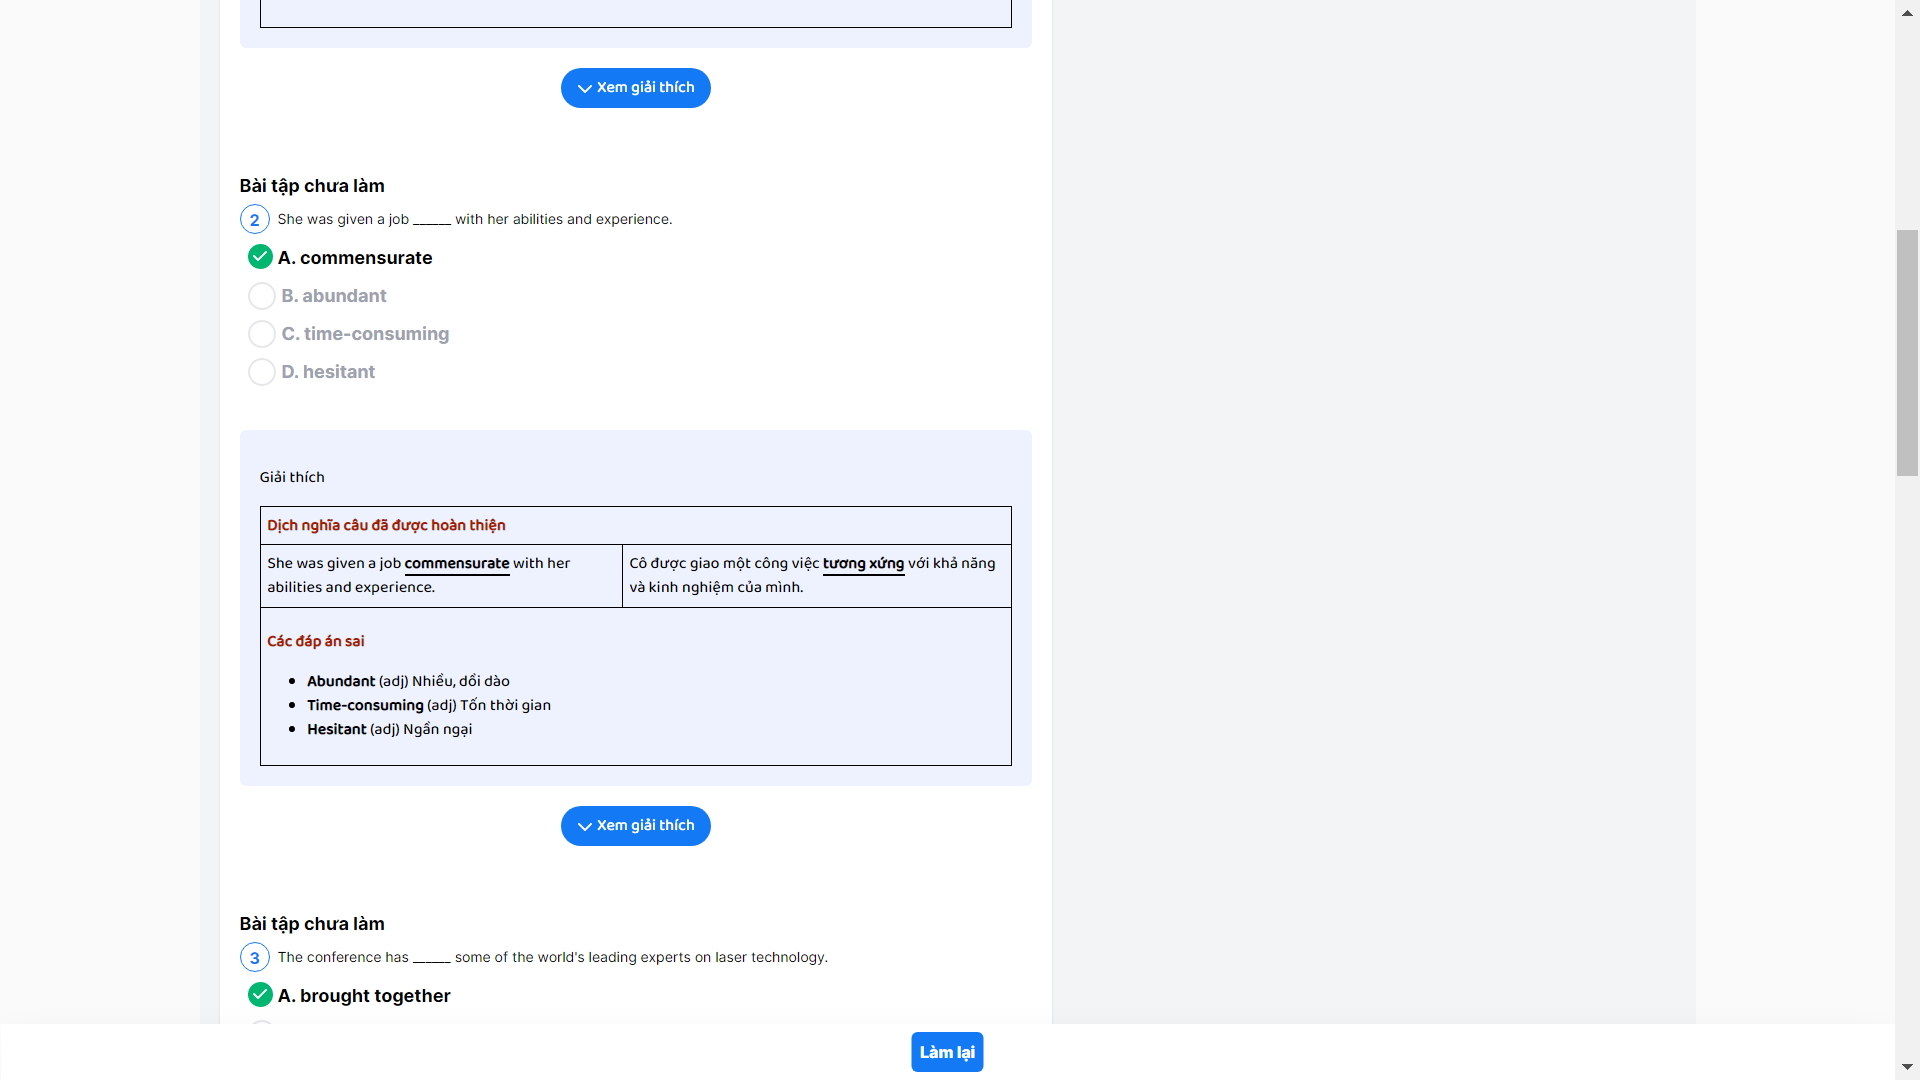 Xem giải thích
Bài tập chưa làm
2 She was given a job ______ with her abilities and experience.
A. commensurate
B. abundant
C. time-consuming
D. hesitant
Giải thích
Dịch nghĩa câu đã được hoàn thiện
She was given a job commensurate with her
abilities and experience.
Cô được giao một công việc tương xứng với khả năng
và kinh nghiệm của mình.
Các đáp án sai
Abundant (adj) Nhiều, dồi dào
Time-consuming (adj) Tốn thời gian
Hesitant (adj) Ngần ngại
Xem giải thích
Bài tập chưa làm
3 The conference has ______ some of the world's leading experts on laser technology.
A. brought together
Làm lại